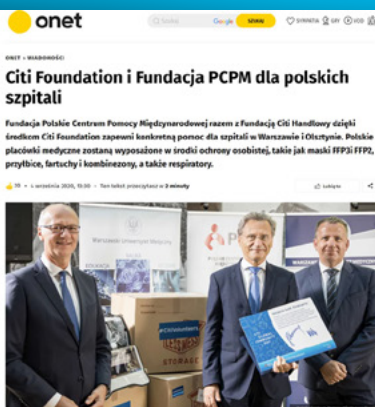 onet
Szukaj Google SZUKAJ SYMPATIA GRY VOD
ONET > WIADOMOŚCI
Citi Foundation i Fundacja PCPM dla polskich
szpitali
Fundacja Polskie Centrum Pomocy Międzynarodowej razem z Fundacją Citi Handlowy dzięki
środkom Citi Foundation zapewni konkretną pomoc dla szpitali w Warszawie i Olsztynie. Polskie
placówki medyczne zostaną wyposażone w środki ochrony osobistej, takie jak maski FFP3i FFP2,
przyłbice, fartuchy i kombinezony, a także respiratory.
września 2020, • Ten tekst przeczytasz w 2 minuty
Warszawski Uniwersytet Medyczny
EDUKACJA
#CitiVolunteers
STORAGE